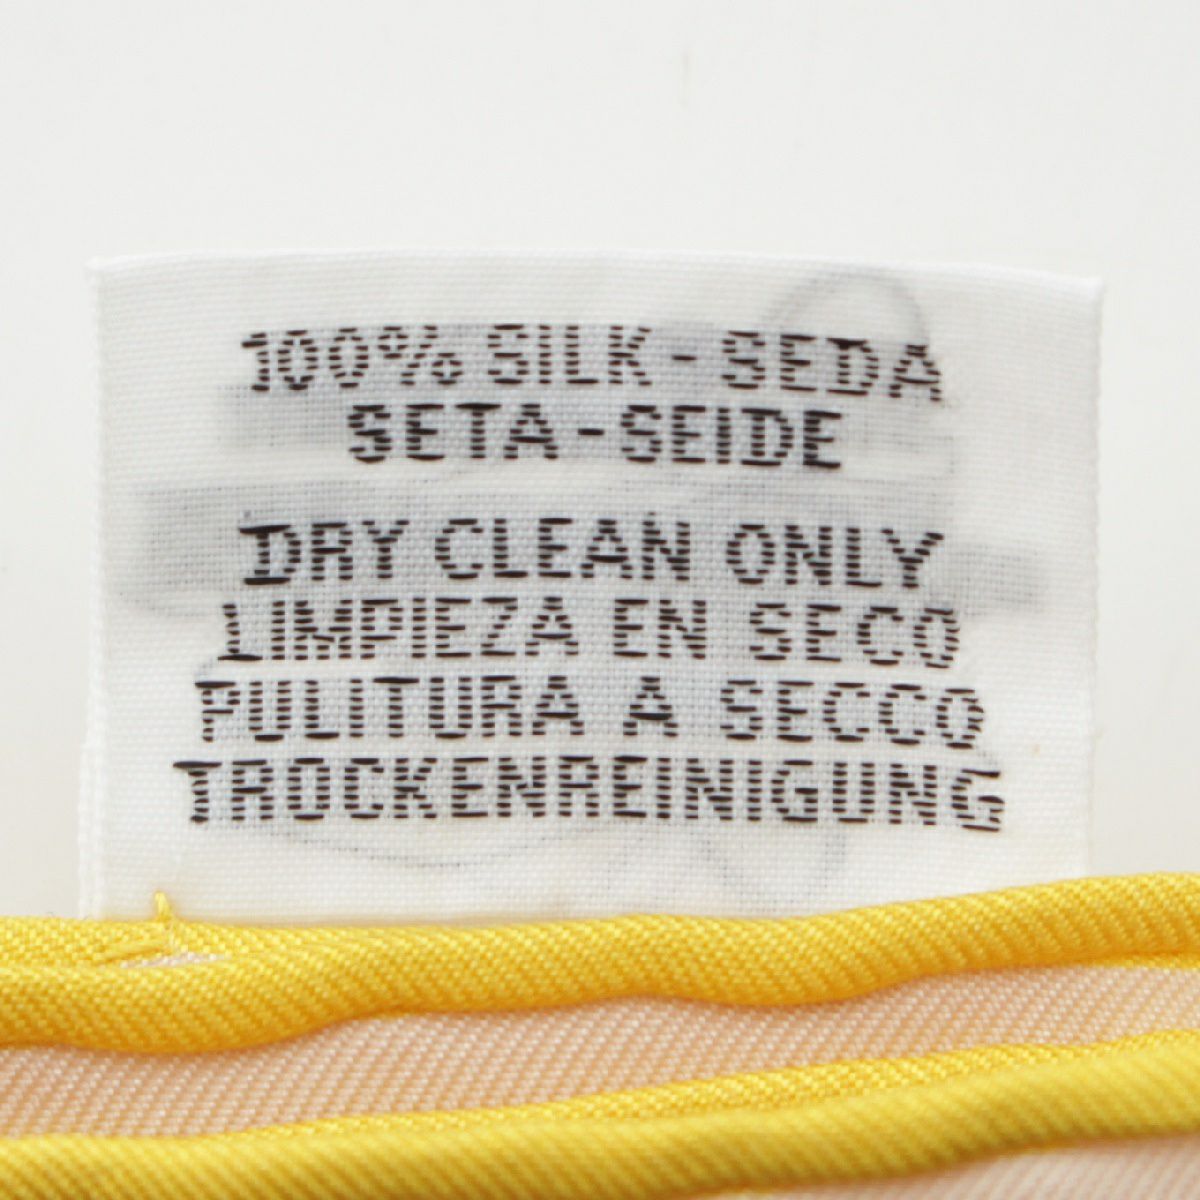 100% SILK - SEDA
SETA - SEIDE
DRY CLEAN ONLY
LIMPIEZA EN SECO
PULITURA A SECCO
TROCKENREINIGUNG